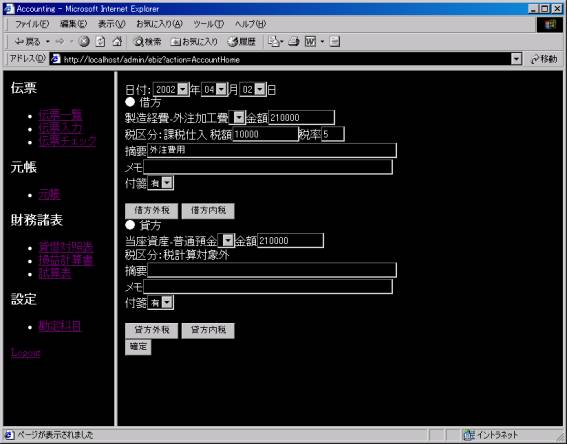 Accounting - Microsoft Internet Explorer
ファイル(F) 編集(E) 表示(V) お気に入り(A) ツール(T) ヘルプ(H)
戻る 検索 お気に入り 履歴
アドレス(D) http://localhost/admin/ebiz?action=AccountHome 移動
伝票
伝票一覧
伝票入力
伝票チェック
元帳
元帳
財務諸表
貸借対照表
損益計算書
試算表
設定
勘定科目
Logout
日付: 2002 年 04 月 02 日
借方
製造経費-外注加工費 金額 210000
税区分:課税仕入 税額 10000 税率 5
摘要 外注費用
メモ
付箋 有
借方外税 借方内税
貸方
当座資産-普通預金 金額 210000
税区分:税計算対象外
摘要
メモ
付箋 有
貸方外税 貸方内税
確定
ページが表示されました イントラネット